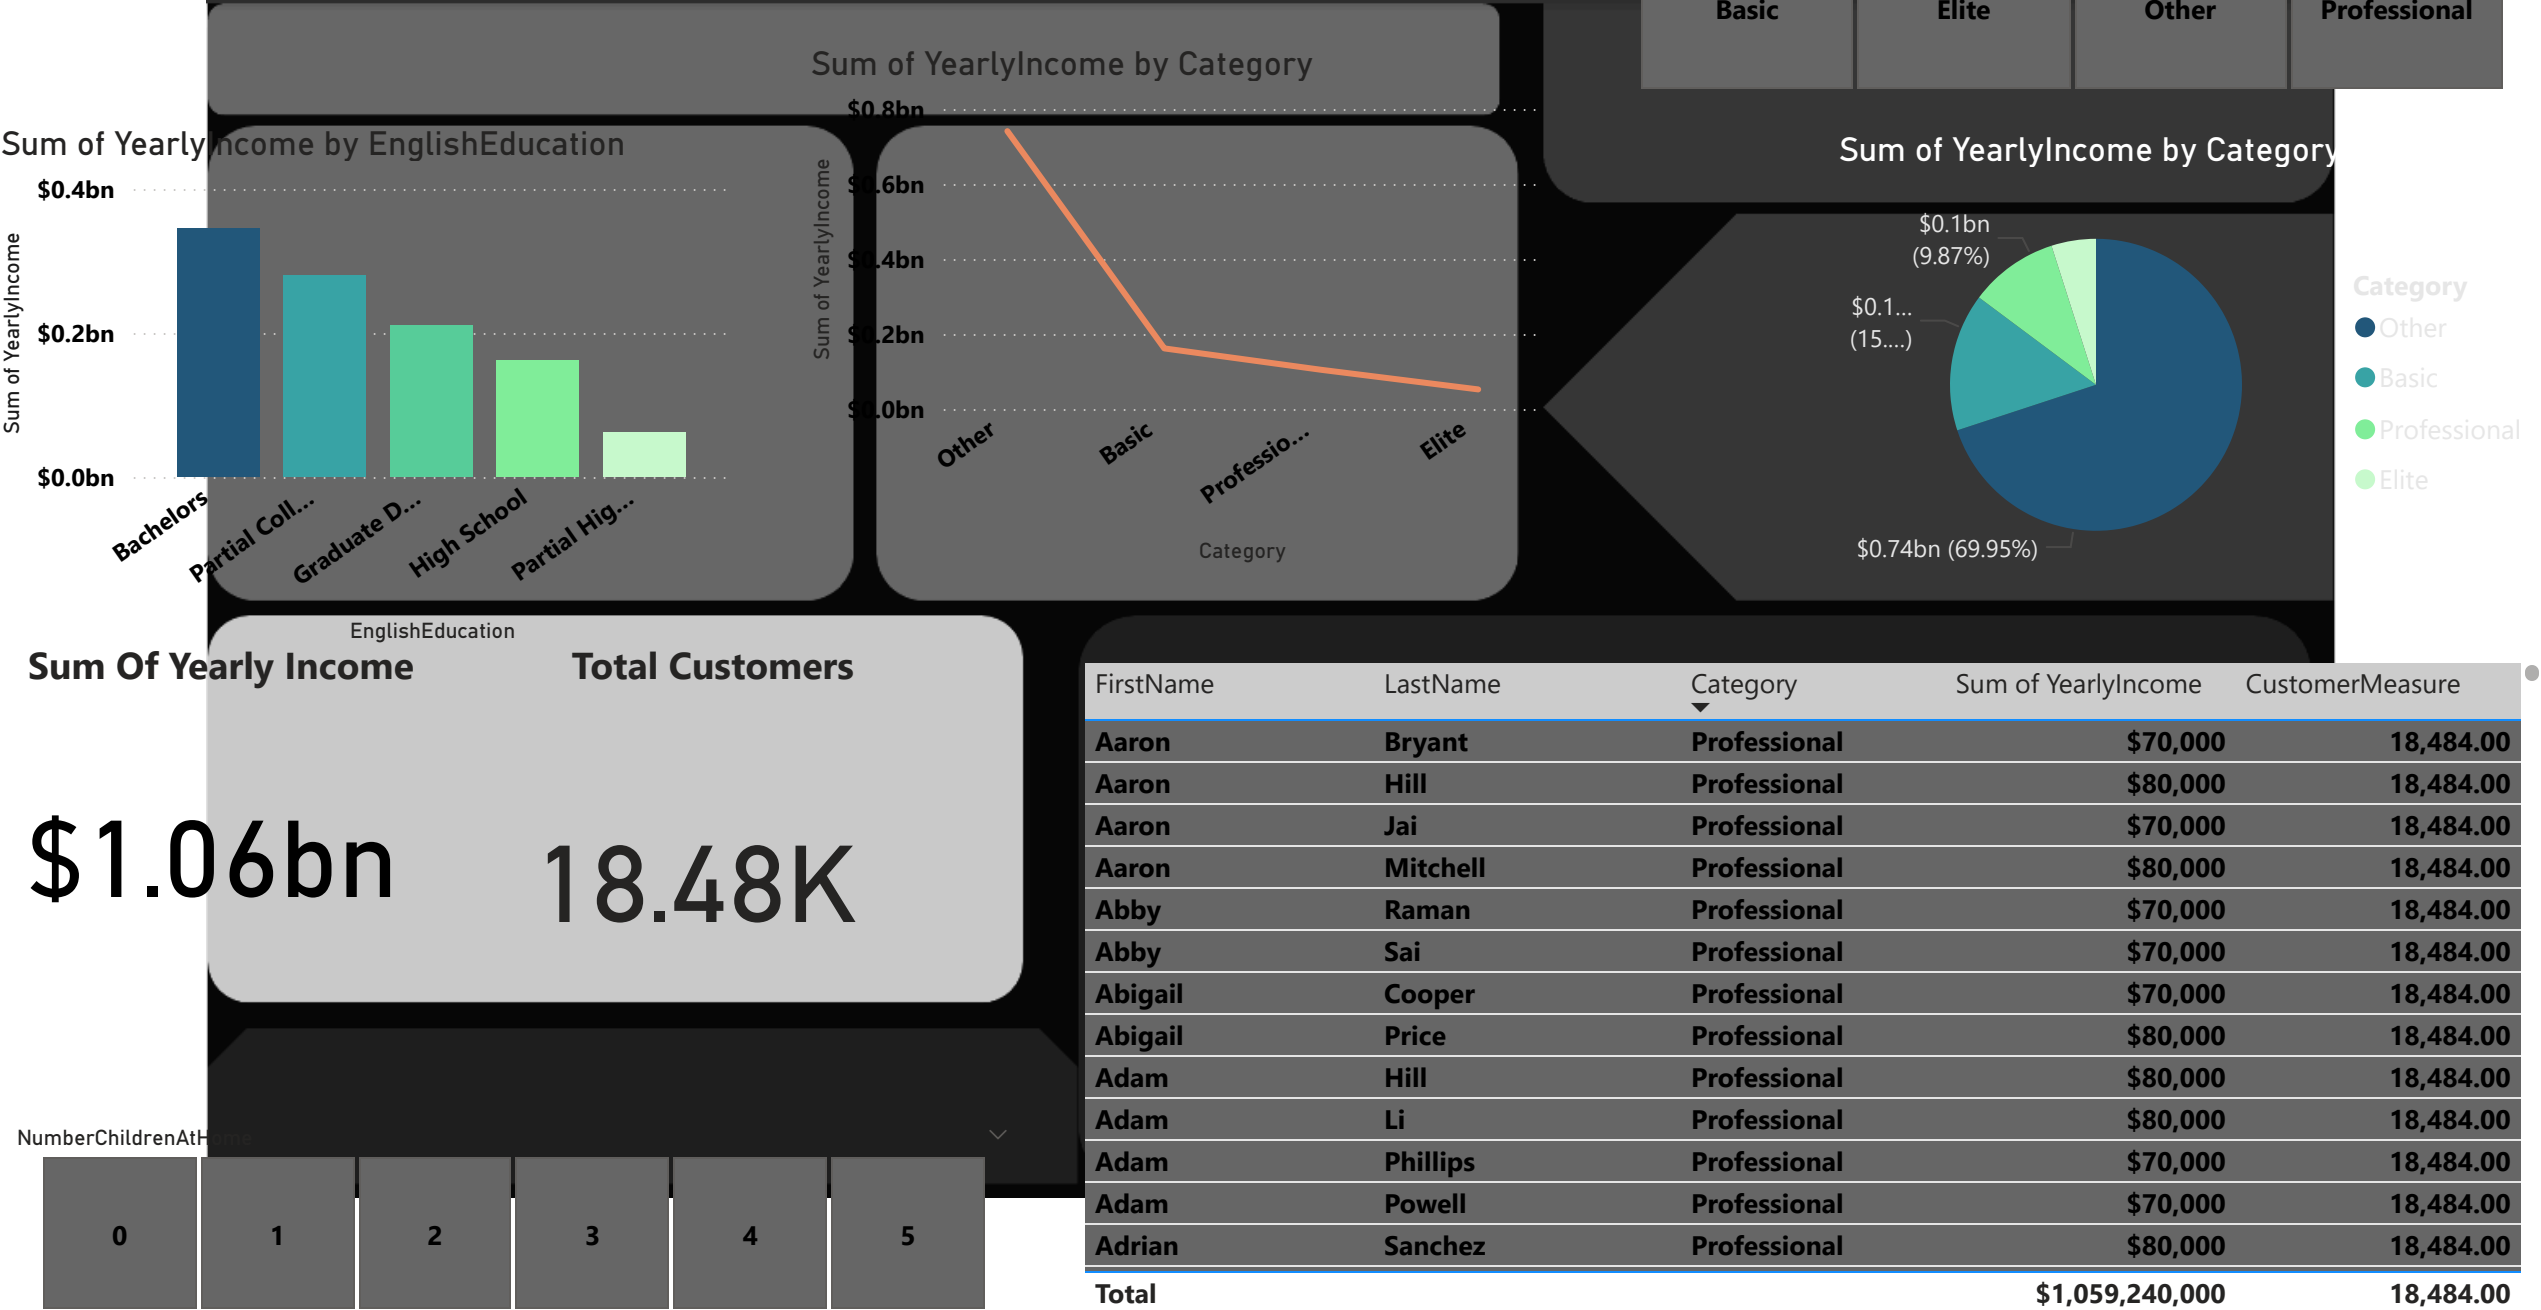 Basic Elite Other Professional
Sum of YearlyIncome by Category
$0.8bn
$0.6bn
$0.4bn
$0.2bn
$0.0bn
Sum of YearlyIncome
Other
Basic
Professio...
Elite
Category
Sum of YearlyIncome by EnglishEducation
$0.4bn
$0.2bn
$0.0bn
Sum of YearlyIncome
Bachelors
Partial Coll...
Graduate D...
High School
Partial Hig...
EnglishEducation
Sum of YearlyIncome by Category
$0.1bn
(9.87%)
$0.1...
(15....)
$0.74bn (69.95%)
Category
Other
Basic
Professional
Elite
Sum Of Yearly Income
$1.06bn
Total Customers
18.48K
FirstName LastName Category Sum of YearlyIncome CustomerMeasure
Aaron Bryant Professional $70,000 18,484.00
Aaron Hill Professional $80,000 18,484.00
Aaron Jai Professional $70,000 18,484.00
Aaron Mitchell Professional $80,000 18,484.00
Abby Raman Professional $70,000 18,484.00
Abby Sai Professional $70,000 18,484.00
Abigail Cooper Professional $70,000 18,484.00
Abigail Price Professional $80,000 18,484.00
Adam Hill Professional $80,000 18,484.00
Adam Li Professional $80,000 18,484.00
Adam Phillips Professional $70,000 18,484.00
Adam Powell Professional $70,000 18,484.00
Adrian Sanchez Professional $80,000 18,484.00
Total $1,059,240,000 18,484.00
NumberChildrenAtHome
0 1 2 3 4 5